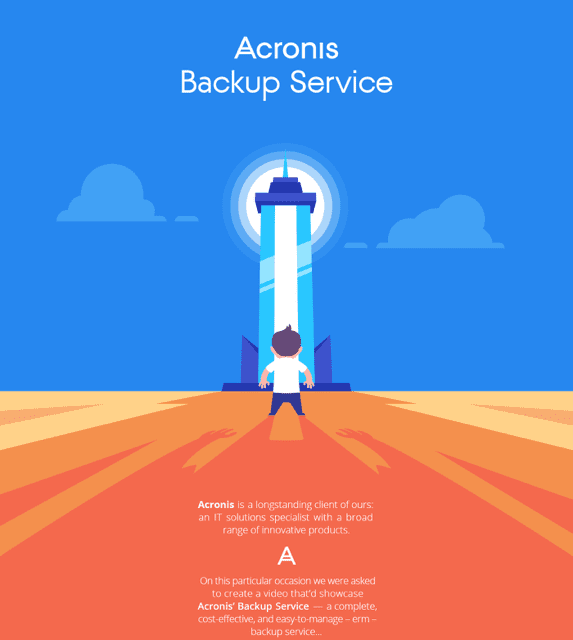 Acronis
Backup Service
Acronis is a longstanding client of ours:
an IT solutions specialist with a broad
range of innovative products.
A
On this particular occasion we were asked
to create a video that'd showcase
Acronis' Backup Service — a complete,
cost-effective, and easy-to-manage – erm –
backup service...